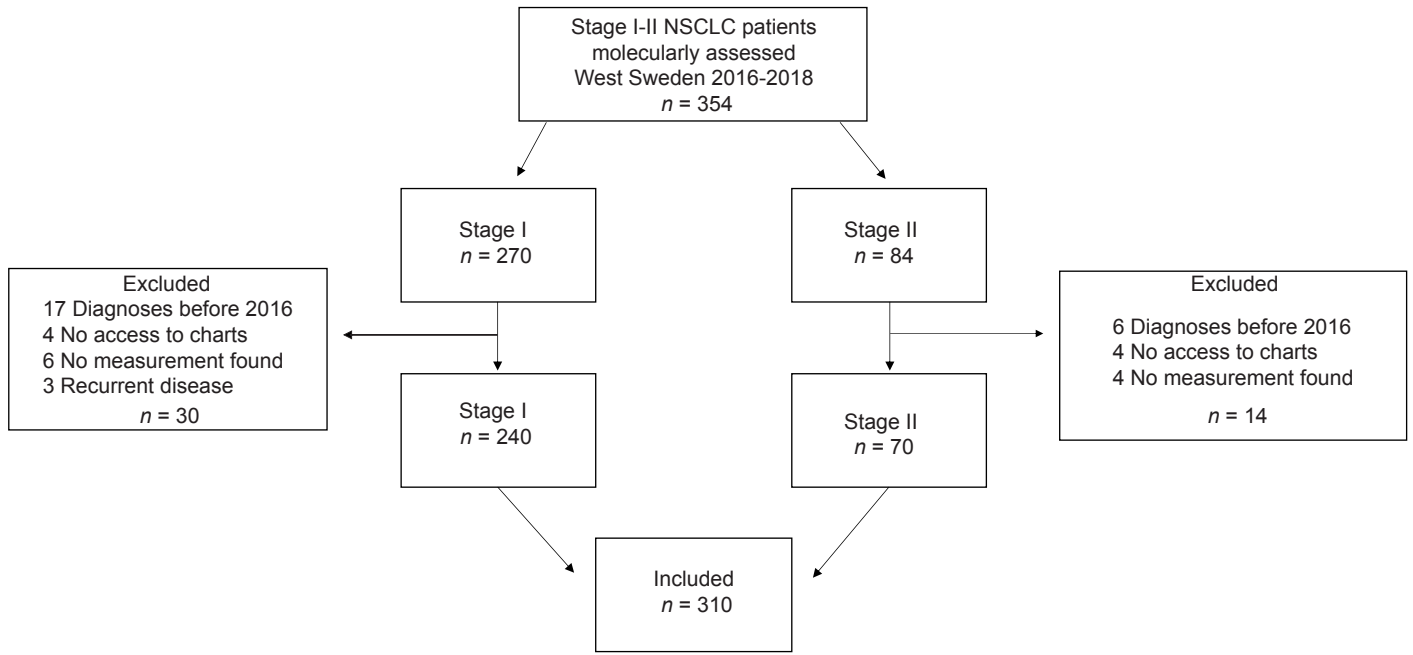 Stage I-II NSCLC patients
molecularly assessed
West Sweden 2016-2018
n = 354
Stage I
n = 270
Stage II
n = 84
Excluded
17 Diagnoses before 2016
4 No access to charts
6 No measurement found
3 Recurrent disease
n = 30
Excluded
6 Diagnoses before 2016
4 No access to charts
4 No measurement found
n = 14
Stage I
n = 240
Stage II
n = 70
Included
n = 310